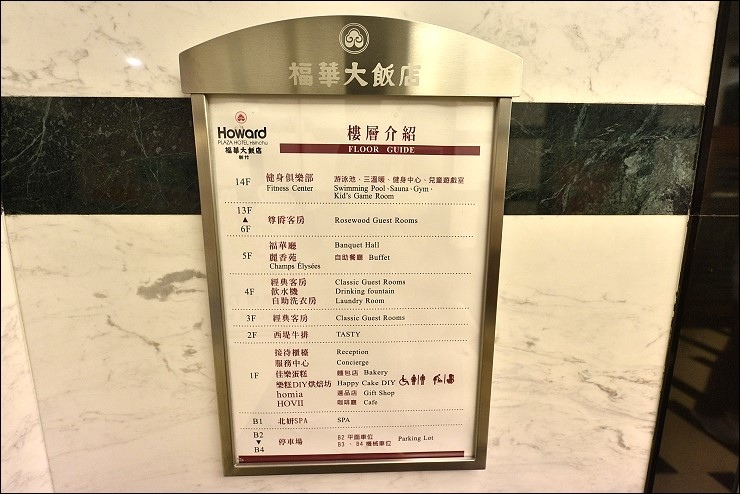 福華大飯店
Howard
PLAZA HOTEL Hsinchu
福華大飯店
新竹
樓層介紹
FLOOR GUIDE
14F 健身俱樂部 游泳池、三溫暖、健身中心、兒童遊戲室
Fitness Center Swimming Pool、Sauna、Gym、
Kid's Game Room
13F
▲ 尊爵客房 Rosewood Guest Rooms
6F
福華廳 Banquet Hall
5F 麗香苑 自助餐廳 Buffet
Champs Élysées
經典客房 Classic Guest Rooms
4F 飲水機 Drinking fountain
自助洗衣房 Laundry Room
3F 經典客房 Classic Guest Rooms
2F 西堤牛排 TASTY
接待櫃檯 Reception
服務中心 Concierge
1F 佳樂蛋糕 麵包店 Bakery
樂糕DIY烘焙坊 Happy Cake DIY
homia 選品店 Gift Shop
HOVII 咖啡廳 Cafe
B1 北妍SPA SPA
B2
▼ 停車場 B2 平面車位 Parking Lot
B4 B3 、 B4 機械車位